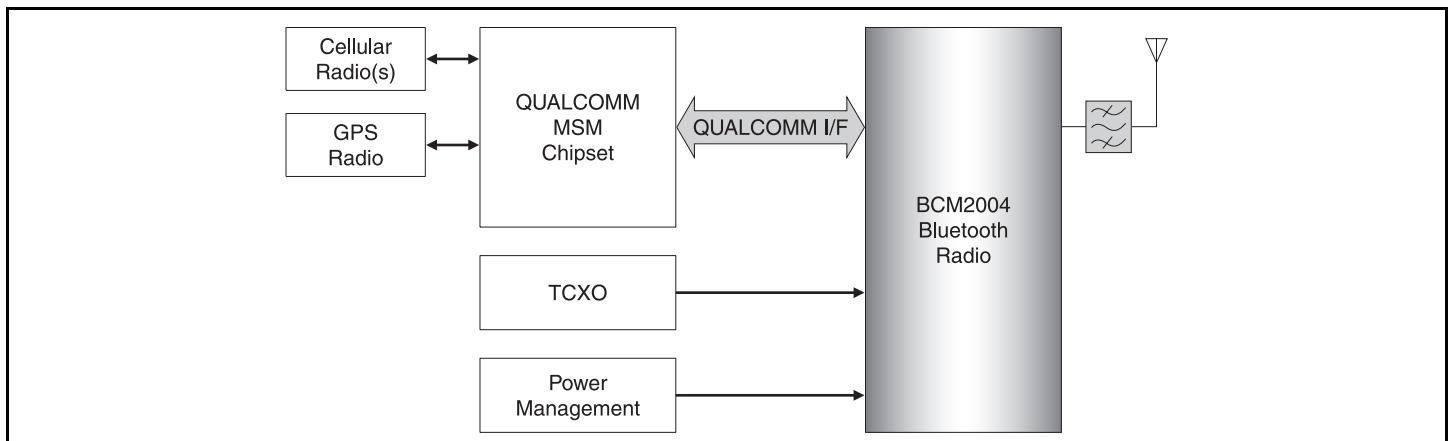 Cellular
Radio(s)
GPS
Radio
QUALCOMM
MSM
Chipset
QUALCOMM I/F
BCM2004
Bluetooth
Radio
TCXO
Power
Management